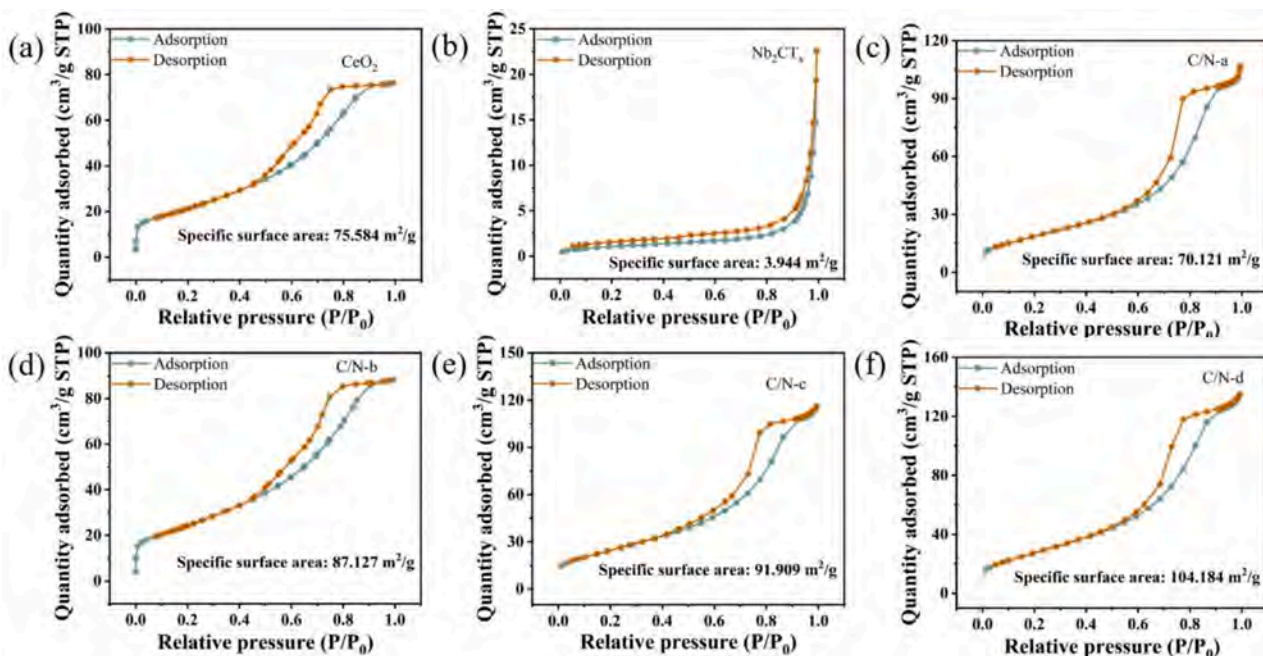 (a)
Quantity adsorbed (cm³/g STP)
100
80
60
40
20
0
Adsorption
Desorption
CeO₂
Specific surface area: 75.584 m²/g
0.0 0.2 0.4 0.6 0.8 1.0
Relative pressure (P/P₀)
(b)
Quantity adsorbed (cm³/g STP)
25
20
15
10
5
0
Adsorption
Desorption
Nb₂CTₓ
Specific surface area: 3.944 m²/g
0.0 0.2 0.4 0.6 0.8 1.0
Relative pressure (P/P₀)
(c)
Quantity adsorbed (cm³/g STP)
120
90
60
30
0
Adsorption
Desorption
C/N-a
Specific surface area: 70.121 m²/g
0.0 0.2 0.4 0.6 0.8 1.0
Relative pressure (P/P₀)
(d)
Quantity adsorbed (cm³/g STP)
100
80
60
40
20
0
Adsorption
Desorption
C/N-b
Specific surface area: 87.127 m²/g
0.0 0.2 0.4 0.6 0.8 1.0
Relative pressure (P/P₀)
(e)
Quantity adsorbed (cm³/g STP)
150
120
90
60
30
0
Adsorption
Desorption
C/N-c
Specific surface area: 91.909 m²/g
0.0 0.2 0.4 0.6 0.8 1.0
Relative pressure (P/P₀)
(f)
Quantity adsorbed (cm³/g STP)
160
120
80
40
0
Adsorption
Desorption
C/N-d
Specific surface area: 104.184 m²/g
0.0 0.2 0.4 0.6 0.8 1.0
Relative pressure (P/P₀)